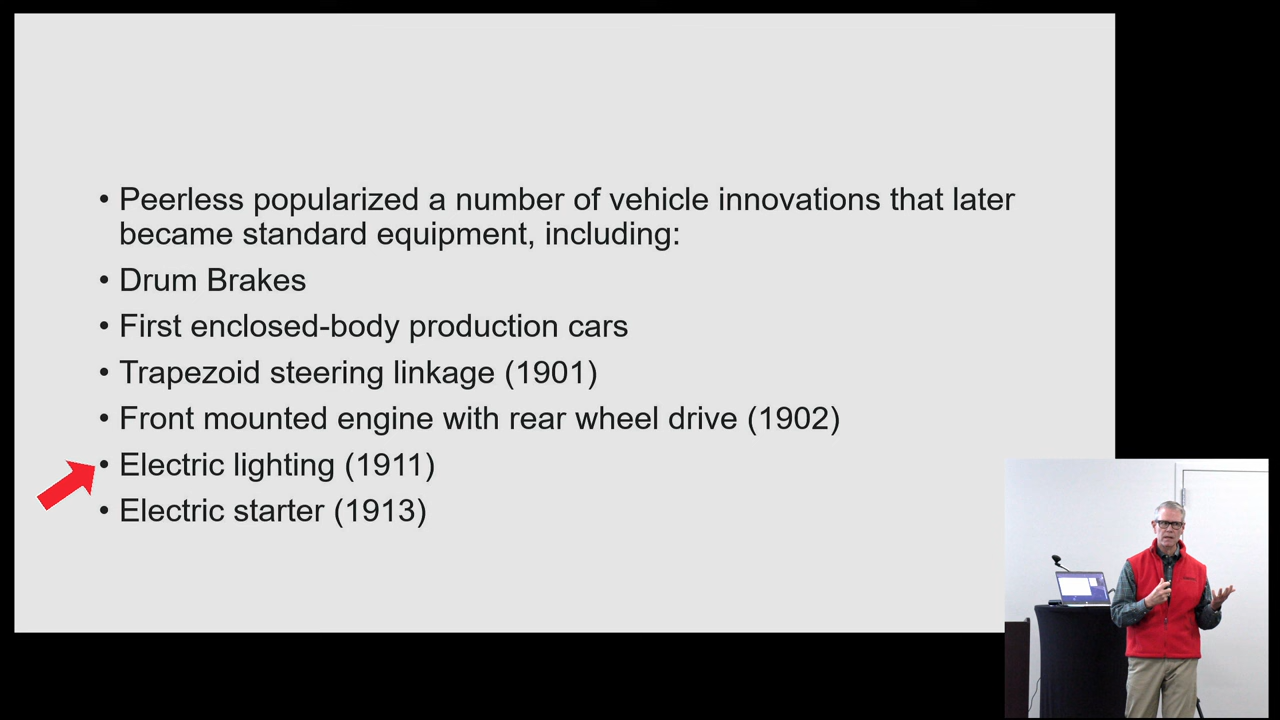 • Peerless popularized a number of vehicle innovations that later
became standard equipment, including:
• Drum Brakes
• First enclosed-body production cars
• Trapezoid steering linkage (1901)
• Front mounted engine with rear wheel drive (1902)
• Electric lighting (1911)
• Electric starter (1913)